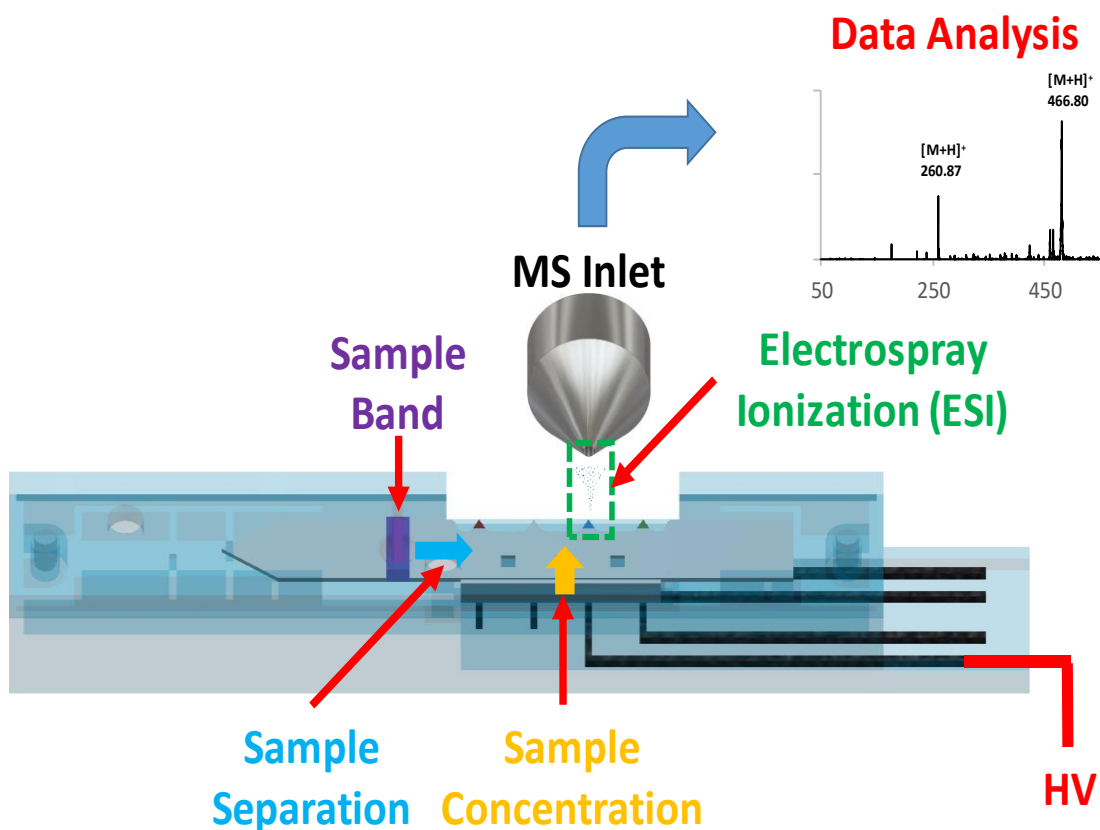 Data Analysis
[M+H]+
466.80
[M+H]+
260.87
50 250 450
MS Inlet
Sample
Band
Electrospray
Ionization (ESI)
Sample
Separation
Sample
Concentration
HV